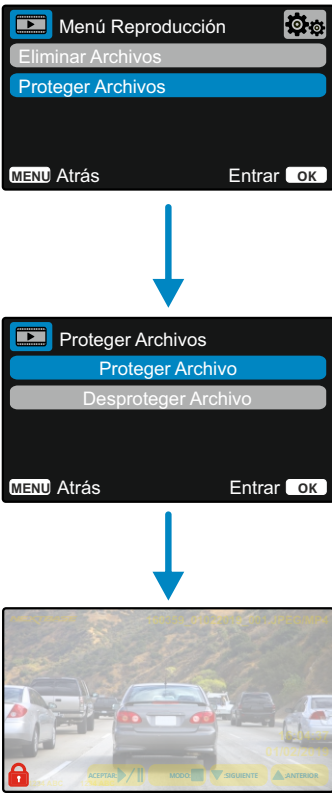 Menú Reproducción
Eliminar Archivos
Proteger Archivos
MENU Atrás Entrar OK
Proteger Archivos
Proteger Archivo
Desproteger Archivo
MENU Atrás Entrar OK
ACEPTAR MODO SIGUIENTE ANTERIOR